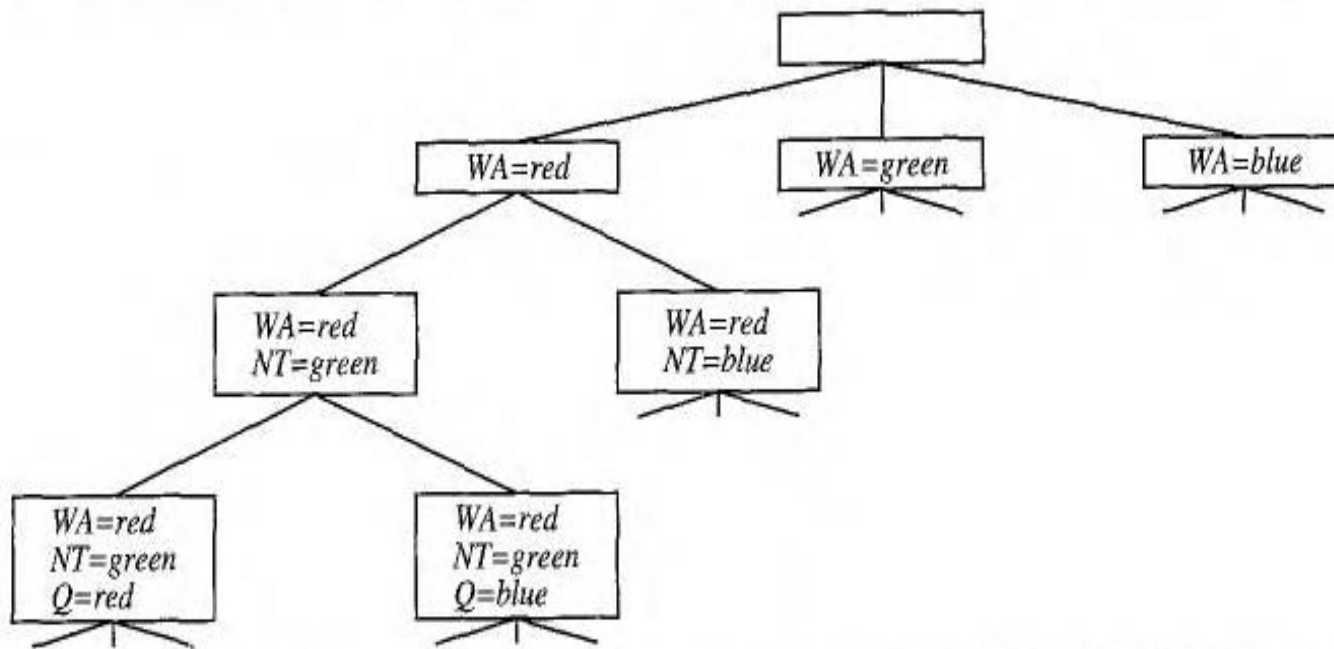 WA=red
WA=green
WA=blue
WA=red
NT=green
WA=red
NT=blue
WA=red
NT=green
Q=red
WA=red
NT=green
Q=blue